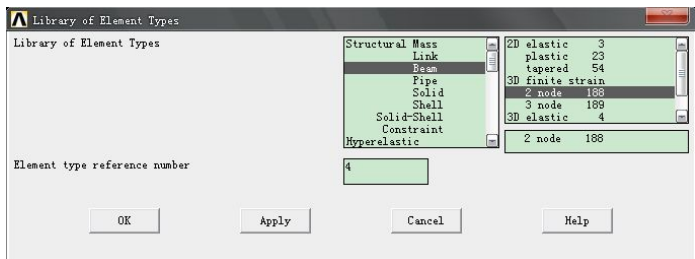 Library of Element Types
Library of Element Types
Structural Mass
Link
Beam
Pipe
Solid
Shell
Solid-Shell
Constraint
Hyperelastic
2D elastic 3
plastic 23
tapered 54
3D finite strain
2 node 188
3 node 189
3D elastic 4
2 node 188
Element type reference number
4
OK Apply Cancel Help